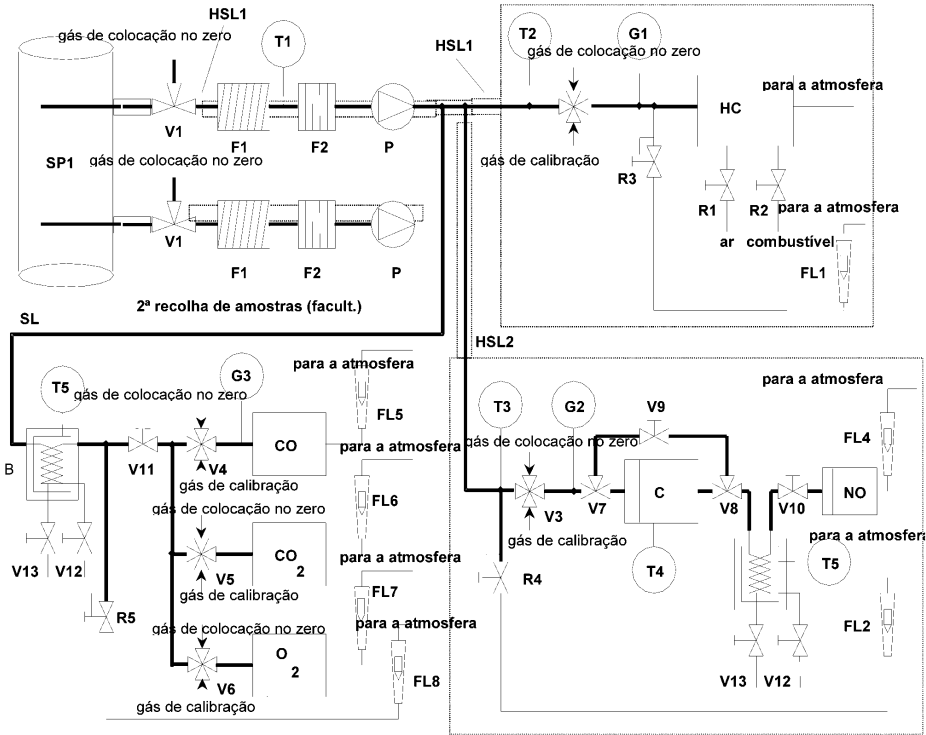 HSL1
gás de colocação no zero
T1
HSL1
T2
gás de colocação no zero
G1
para a atmosfera
HC
V1
F1
F2
P
gás de colocação no zero
SP1
gás de calibração
R3
R1
R2
para a atmosfera
ar
combustível
FL1
V1
F1
F2
P
2ª recolha de amostras (facult.)
SL
HSL2
T5
gás de colocação no zero
G3
para a atmosfera
FL5
CO
para a atmosfera
B
V11
V4
gás de calibração
FL6
gás de colocação no zero
CO
2
para a atmosfera
V13
V12
V5
gás de calibração
FL7
R5
gás de colocação no zero
para a atmosfera
O
2
V6
FL8
gás de calibração
T3
G2
V9
para a atmosfera
FL4
gás de colocação no zero
C
V3
V7
V8
V10
NO
gás de calibração
para a atmosfera
R4
T4
T5
FL2
V13
V12